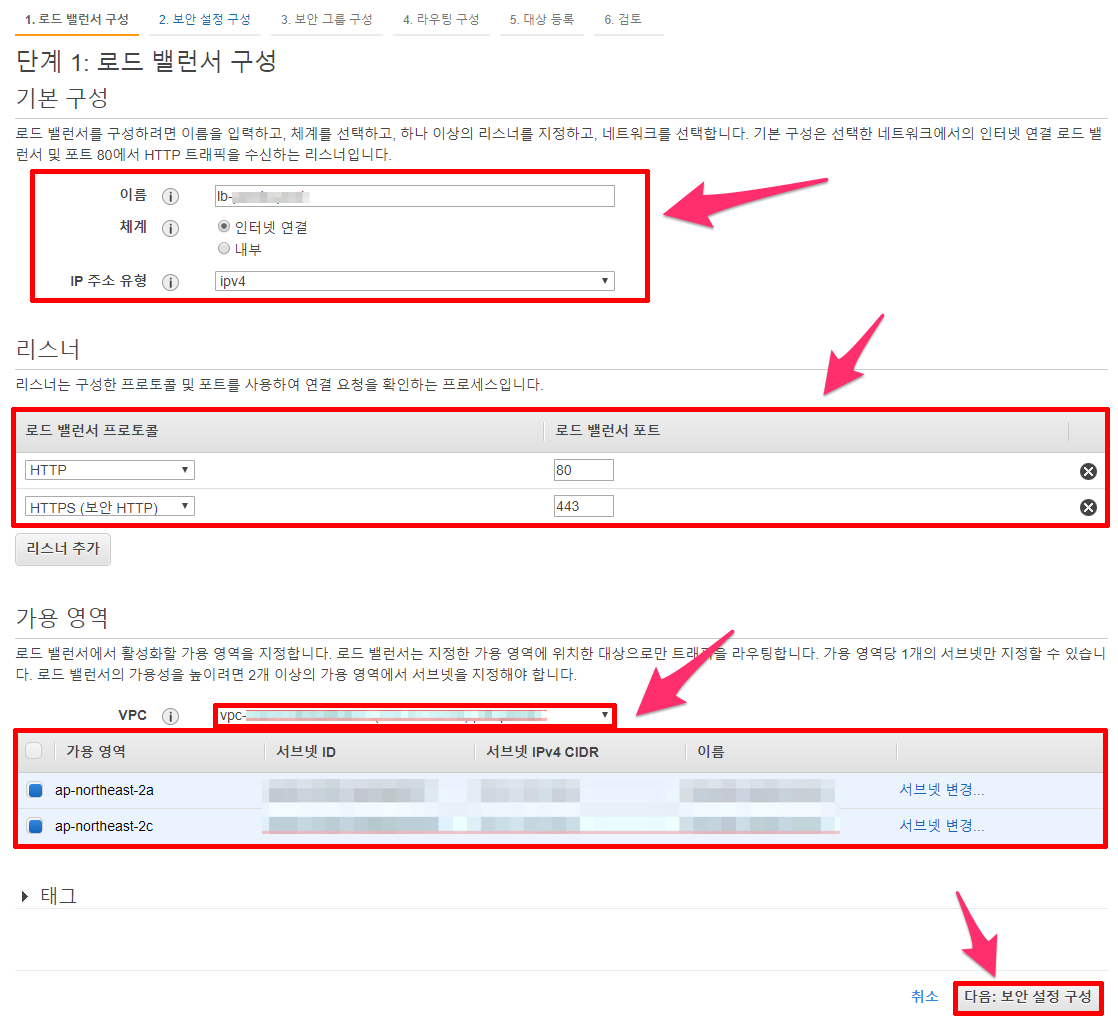 1. 로드 밸런서 구성 2. 보안 설정 구성 3. 보안 그룹 구성 4. 라우팅 구성 5. 대상 등록 6. 검토
단계 1: 로드 밸런서 구성
기본 구성
로드 밸런서를 구성하려면 이름을 입력하고, 체계를 선택하고, 하나 이상의 리스너를 지정하고, 네트워크를 선택합니다. 기본 구성은 선택한 네트워크에서의 인터넷 연결 로드 밸
런서 및 포트 80에서 HTTP 트래픽을 수신하는 리스너입니다.
이름 i lb-
체계 i 인터넷 연결
내부
IP 주소 유형 i ipv4
리스너
리스너는 구성한 프로토콜 및 포트를 사용하여 연결 요청을 확인하는 프로세스입니다.
로드 밸런서 프로토콜 로드 밸런서 포트
HTTP 80
HTTPS (보안 HTTP) 443
리스너 추가
가용 영역
로드 밸런서에서 활성화할 가용 영역을 지정합니다. 로드 밸런서는 지정한 가용 영역에 위치한 대상으로만 트래픽을 라우팅합니다. 가용 영역당 1개의 서브넷만 지정할 수 있습니
다. 로드 밸런서의 가용성을 높이려면 2개 이상의 가용 영역에서 서브넷을 지정해야 합니다.
VPC i vpc-
가용 영역 서브넷 ID 서브넷 IPv4 CIDR 이름
ap-northeast-2a 서브넷 변경...
ap-northeast-2c 서브넷 변경...
태그
취소 다음: 보안 설정 구성